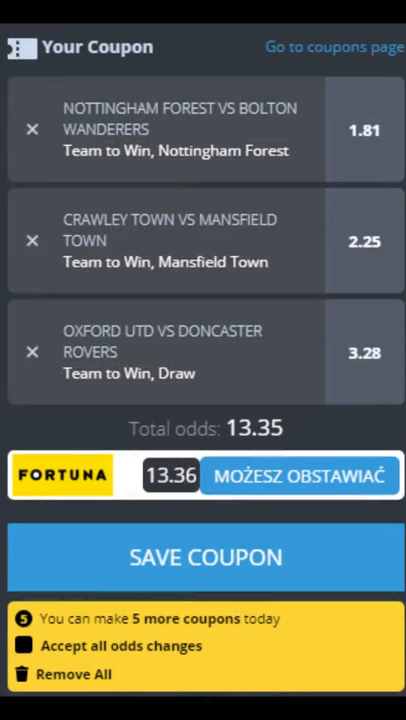 Your Coupon Go to coupons page
NOTTINGHAM FOREST VS BOLTON
WANDERERS
Team to Win, Nottingham Forest
1.81
CRAWLEY TOWN VS MANSFIELD
TOWN
Team to Win, Mansfield Town
2.25
OXFORD UTD VS DONCASTER
ROVERS
Team to Win, Draw
3.28
Total odds: 13.35
FORTUNA 13.36 MOŻESZ OBSTAWIAĆ
SAVE COUPON
5 You can make 5 more coupons today
Accept all odds changes
Remove All